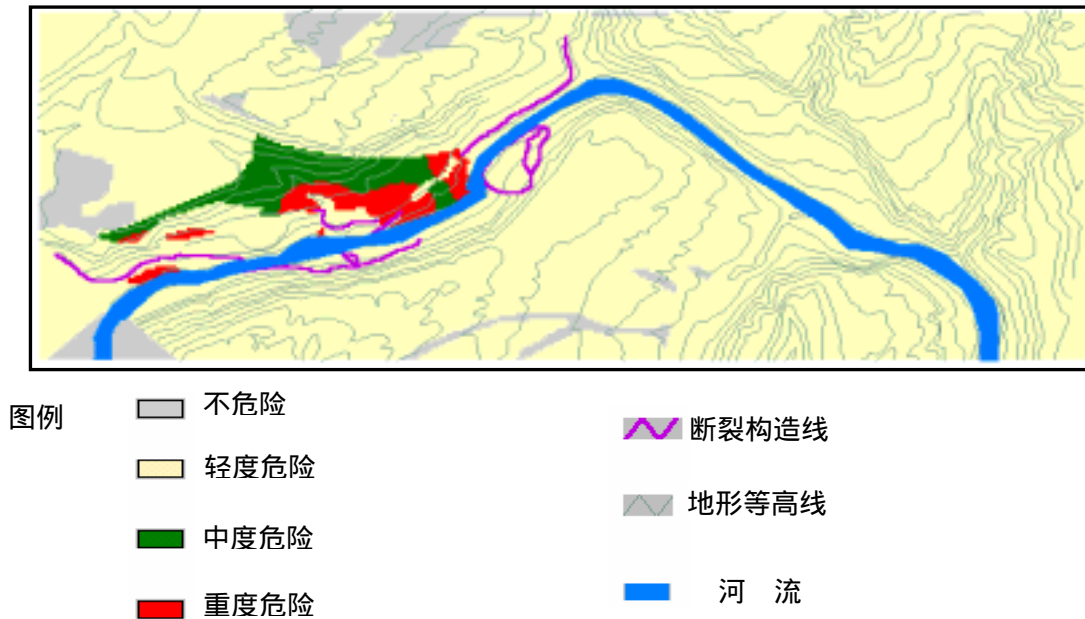 图例
不危险
轻度危险
中度危险
重度危险
断裂构造线
地形等高线
河 流